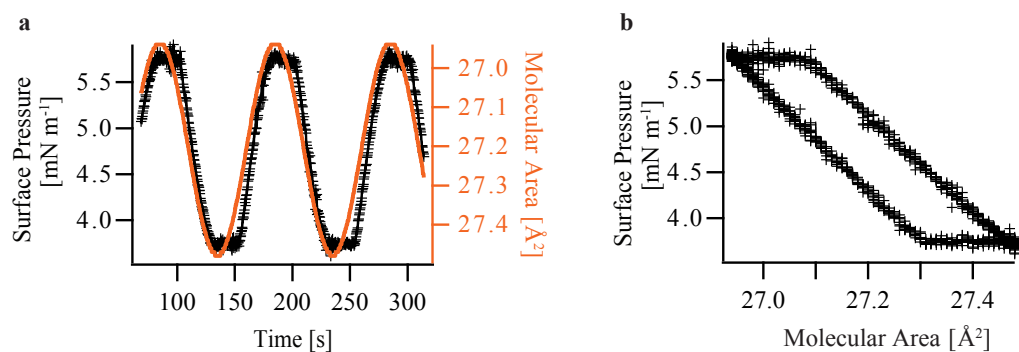 a
5.5
5.0
4.5
4.0
Surface Pressure
[mN m-1]
100 150 200 250 300
Time [s]
27.0
27.1
27.2
27.3
27.4
Molecular Area [Å2]
b
5.5
5.0
4.5
4.0
Surface Pressure
[mN m-1]
27.0 27.2 27.4
Molecular Area [Å2]